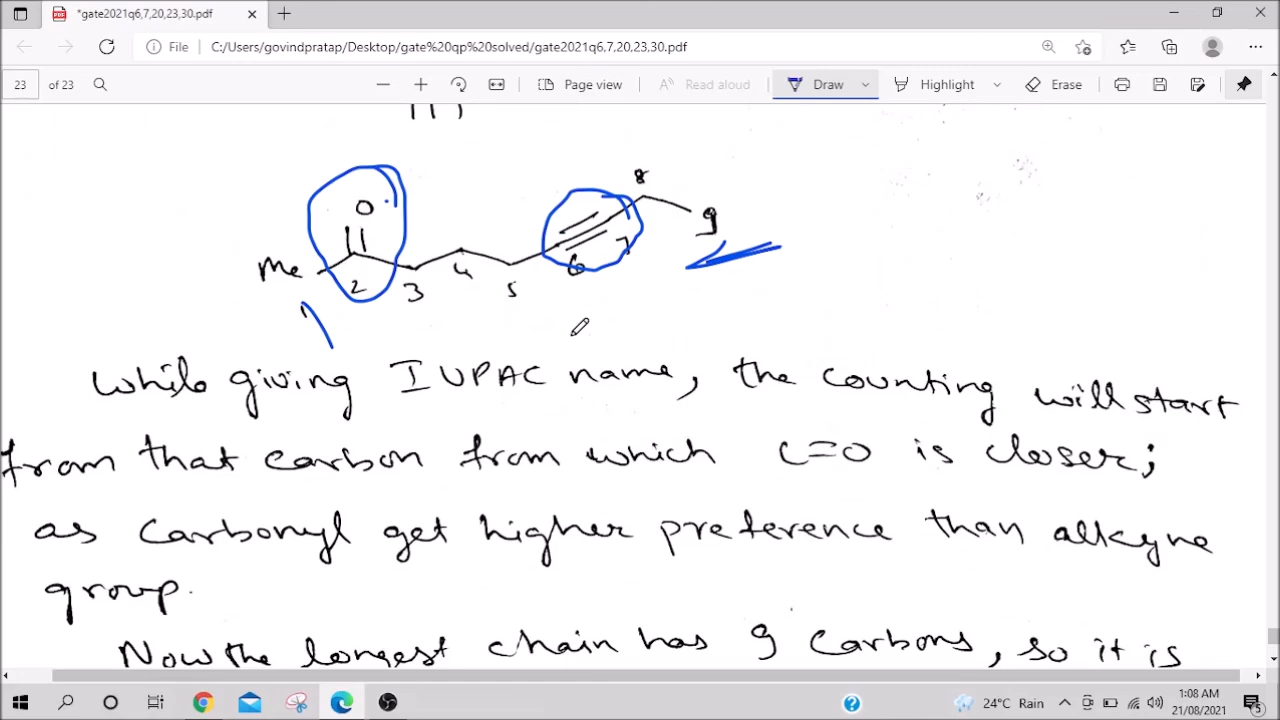 *gate2021q6,7,20,23,30.pdf
File C:/Users/govindpratap/Desktop/gate%20qp%20solved/gate2021q6,7,20,23,30.pdf
23 of 23 Page view Read aloud Draw Highlight Erase
O
8
9
7
Me
6
2
3
4
5
1
While giving IUPAC name, the counting will start
from that carbon from which C=O is closer;
as carbonyl get higher preference than alkyne
group.
Now the longest chain has 9 carbons, so it is
24°C Rain
1:08 AM
21/08/2021
5